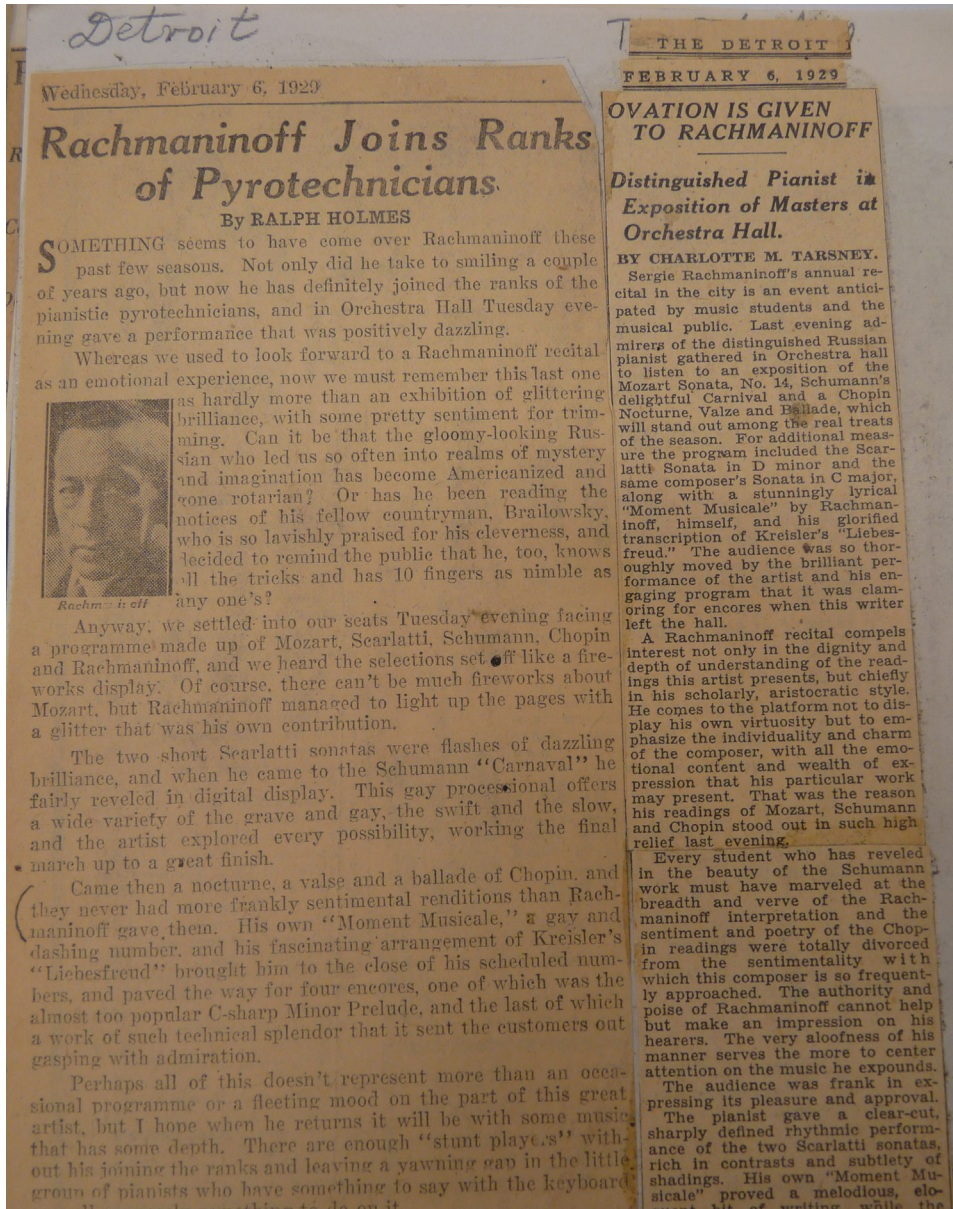 Detroit
Wednesday, February 6, 1929
Rachmaninoff Joins Ranks
of Pyrotechnicians.
By RALPH HOLMES
SOMETHING seems to have come over Rachmaninoff these
past few seasons. Not only did he take to smiling a couple
of years ago, but now he has definitely joined the ranks of the
pianistic pyrotechnicians, and in Orchestra Hall Tuesday eve-
ning gave a performance that was positively dazzling.
Whereas we used to look forward to a Rachmaninoff recital
as an emotional experience, now we must remember this last one
as hardly more than an exhibition of glittering
brilliance, with some pretty sentiment for trim-
ming. Can it be that the gloomy-looking Rus-
sian who led us so often into realms of mystery
and imagination has become Americanized and
gone rotarian? Or has he been reading the
notices of his fellow countryman, Brailowsky,
who is so lavishly praised for his cleverness, and
decided to remind the public that he, too, knows
all the tricks and has 10 fingers as nimble as
any one's?
Anyway, we settled into our seats Tuesday evening facing
a programme made up of Mozart, Scarlatti, Schumann, Chopin
and Rachmaninoff, and we heard the selections set off like a fire-
works display. Of course, there can't be much fireworks about
Mozart, but Rachmaninoff managed to light up the pages with
a glitter that was his own contribution.
The two short Scarlatti sonatas were flashes of dazzling
brilliance, and when he came to the Schumann "Carnaval" he
fairly reveled in digital display. This gay processional offers
a wide variety of the grave and gay, the swift and the slow,
and the artist explored every possibility, working the final
march up to a great finish.
Came then a nocturne, a valse and a ballade of Chopin, and
they never had more frankly sentimental renditions than Rach-
maninoff gave them. His own "Moment Musicale," a gay and
dashing number, and his fascinating arrangement of Kreisler's
"Liebesfreud" brought him to the close of his scheduled num-
bers, and paved the way for four encores, one of which was the
almost too popular C-sharp Minor Prelude, and the last of which
a work of such technical splendor that it sent the customers out
gasping with admiration.
Perhaps all of this doesn't represent more than an occa-
sional programme or a fleeting mood on the part of this great
artist, but I hope when he returns it will be with some music
that has some depth. There are enough "stunt players" with-
out his joining the ranks and leaving a yawning gap in the little
group of pianists who have something to say with the keyboard
THE DETROIT
FEBRUARY 6, 1929
OVATION IS GIVEN
TO RACHMANINOFF
Distinguished Pianist in
Exposition of Masters at
Orchestra Hall.
BY CHARLOTTE M. TARSNEY.
Sergie Rachmaninoff's annual re-
cital in the city is an event antici-
pated by music students and the
musical public. Last evening ad-
mirers of the distinguished Russian
pianist gathered in Orchestra hall
to listen to an exposition of the
Mozart Sonata, No. 14, Schumann's
delightful Carnival and a Chopin
Nocturne, Valze and Ballade, which
will stand out among the real treats
of the season. For additional meas-
ure the program included the Scar-
latti Sonata in D minor and the
same composer's Sonata in C major,
along with a stunningly lyrical
"Moment Musicale" by Rachman-
inoff, himself, and his glorified
transcription of Kreisler's "Liebes-
freud." The audience was so thor-
oughly moved by the brilliant per-
formance of the artist and his en-
gaging program that it was clam-
oring for encores when this writer
left the hall.
A Rachmaninoff recital compels
interest not only in the dignity and
depth of understanding of the read-
ings this artist presents, but chiefly
in his scholarly, aristocratic style.
He comes to the platform not to dis-
play his own virtuosity but to em-
phasize the individuality and charm
of the composer, with all the emo-
tional content and wealth of ex-
pression that his particular work
may present. That was the reason
his readings of Mozart, Schumann
and Chopin stood out in such high
relief last evening.
Every student who has reveled
in the beauty of the Schumann
work must have marveled at the
breadth and verve of the Rach-
maninoff interpretation and the
sentiment and poetry of the Chop-
in readings were totally divorced
from the sentimentality with
which this composer is so frequent-
ly approached. The authority and
poise of Rachmaninoff cannot help
but make an impression on his
hearers. The very aloofness of his
manner serves the more to center
attention on the music he expounds.
The audience was frank in ex-
pressing its pleasure and approval.
The pianist gave a clear-cut,
sharply defined rhythmic perform-
ance of the two Scarlatti sonatas,
rich in contrasts and subtlety of
shadings. His own "Moment Mu-
sicale" proved a melodious, elo-